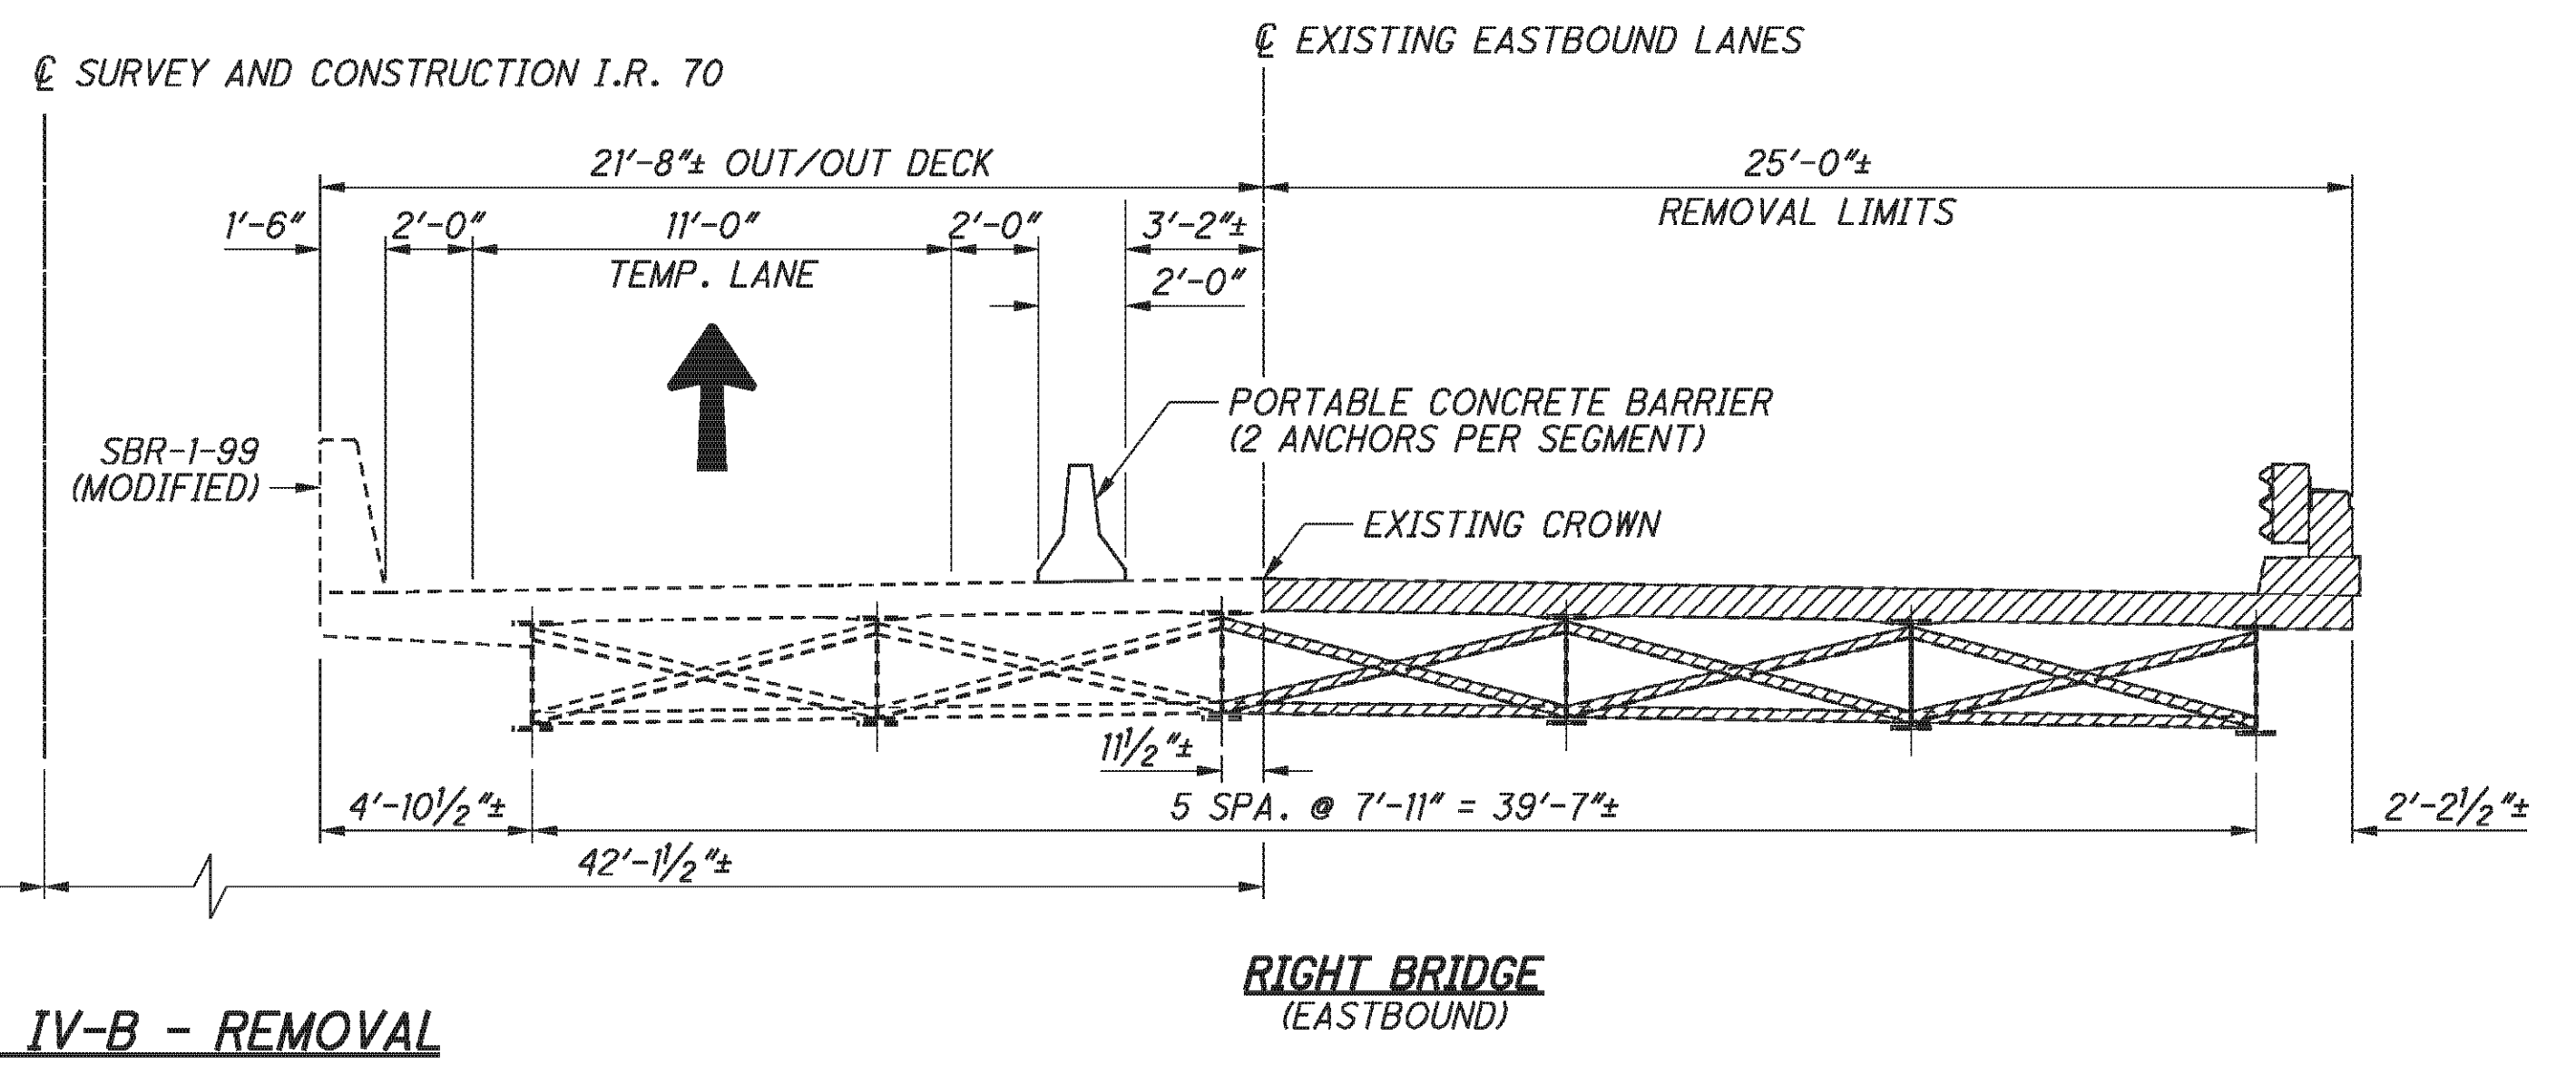 ℄ EXISTING EASTBOUND LANES
℄ SURVEY AND CONSTRUCTION I.R. 70
21'-8"± OUT/OUT DECK
25'-0"±
REMOVAL LIMITS
1'-6"
2'-0"
11'-0"
2'-0"
3'-2"±
TEMP. LANE
2'-0"
PORTABLE CONCRETE BARRIER
(2 ANCHORS PER SEGMENT)
SBR-1-99
(MODIFIED)
EXISTING CROWN
11½"±
4'-10½"±
5 SPA. @ 7'-11" = 39'-7"±
2'-2½"±
42'-1½"±
RIGHT BRIDGE
(EASTBOUND)
IV-B - REMOVAL